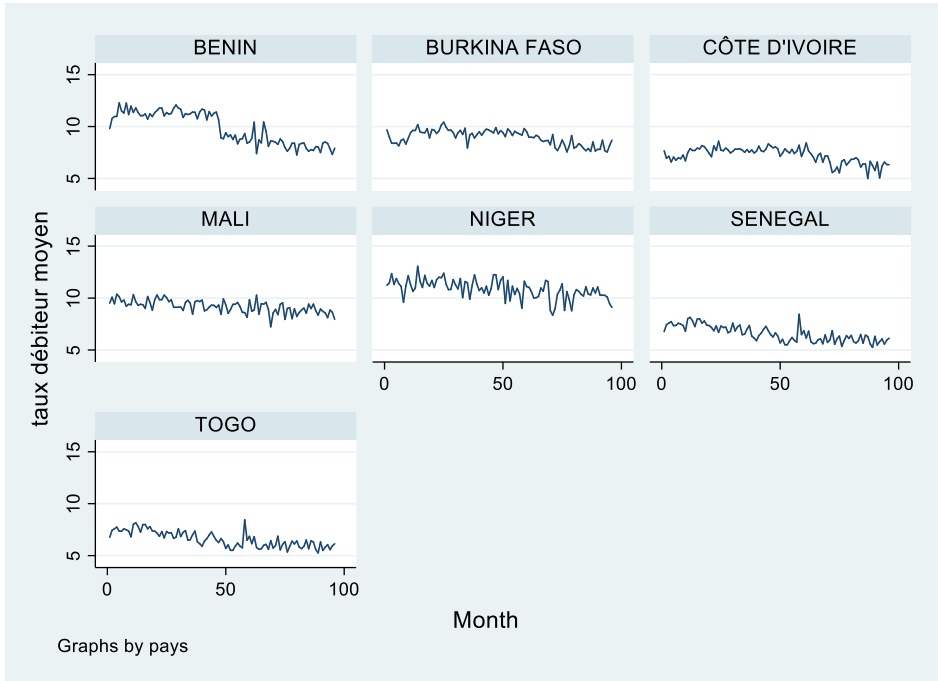 BENIN
BURKINA FASO
CÔTE D'IVOIRE
15
10
5
MALI
NIGER
SENEGAL
15
10
5
0 50 100
0 50 100
TOGO
15
10
5
0 50 100
taux débiteur moyen
Month
Graphs by pays